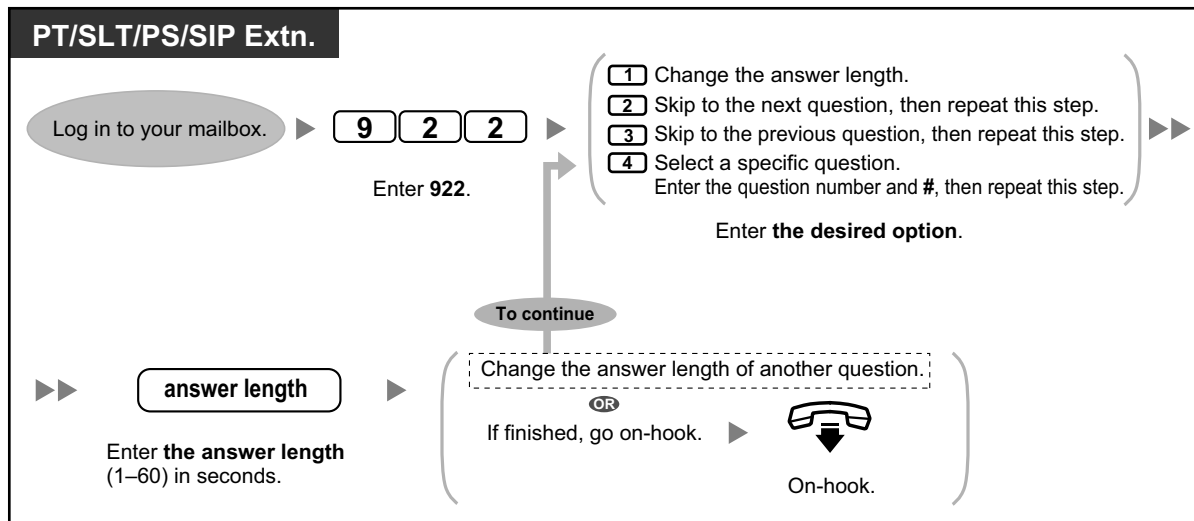 PT/SLT/PS/SIP Extn.
Log in to your mailbox.
9 2 2
Enter 922.
1 Change the answer length.
2 Skip to the next question, then repeat this step.
3 Skip to the previous question, then repeat this step.
4 Select a specific question.
Enter the question number and #, then repeat this step.
Enter the desired option.
To continue
answer length
Enter the answer length
(1–60) in seconds.
Change the answer length of another question.
OR
If finished, go on-hook.
On-hook.